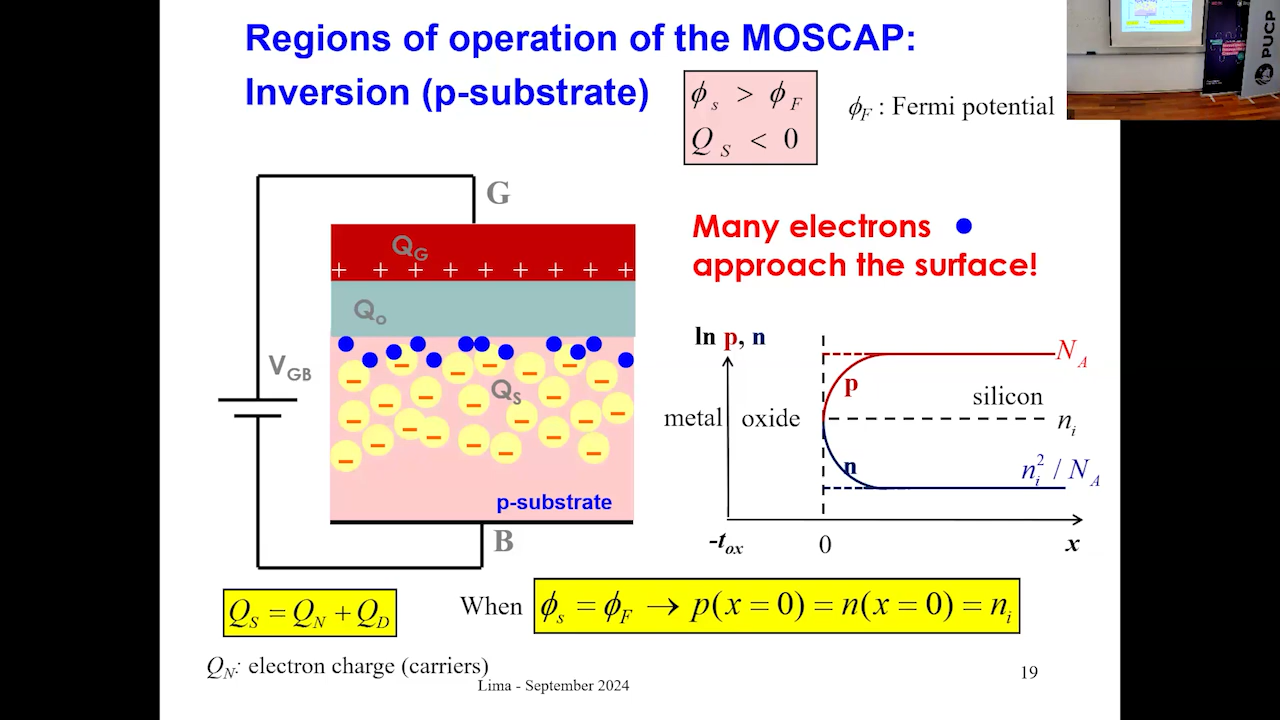 Regions of operation of the MOSCAP:
Inversion (p-substrate)
ϕs > ϕF
QS < 0
ϕF : Fermi potential
PUCP
G
QG
+ + + + + + + + +
Qo
VGB
QS
p-substrate
B
Many electrons
approach the surface!
ln p, n
NA
p
silicon
metal
oxide
ni
n
ni² / NA
-tox
0
x
QS = QN + QD
When ϕs = ϕF → p(x = 0) = n(x = 0) = ni
QN: electron charge (carriers)
Lima - September 2024
19